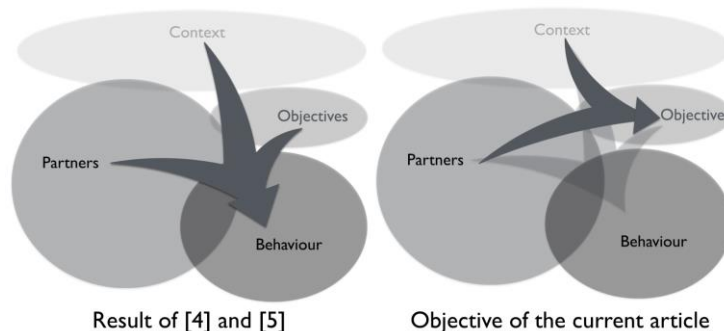 Context
Objectives
Partners
Behaviour
Result of [4] and [5]
Context
Objective
Partners
Behaviour
Objective of the current article